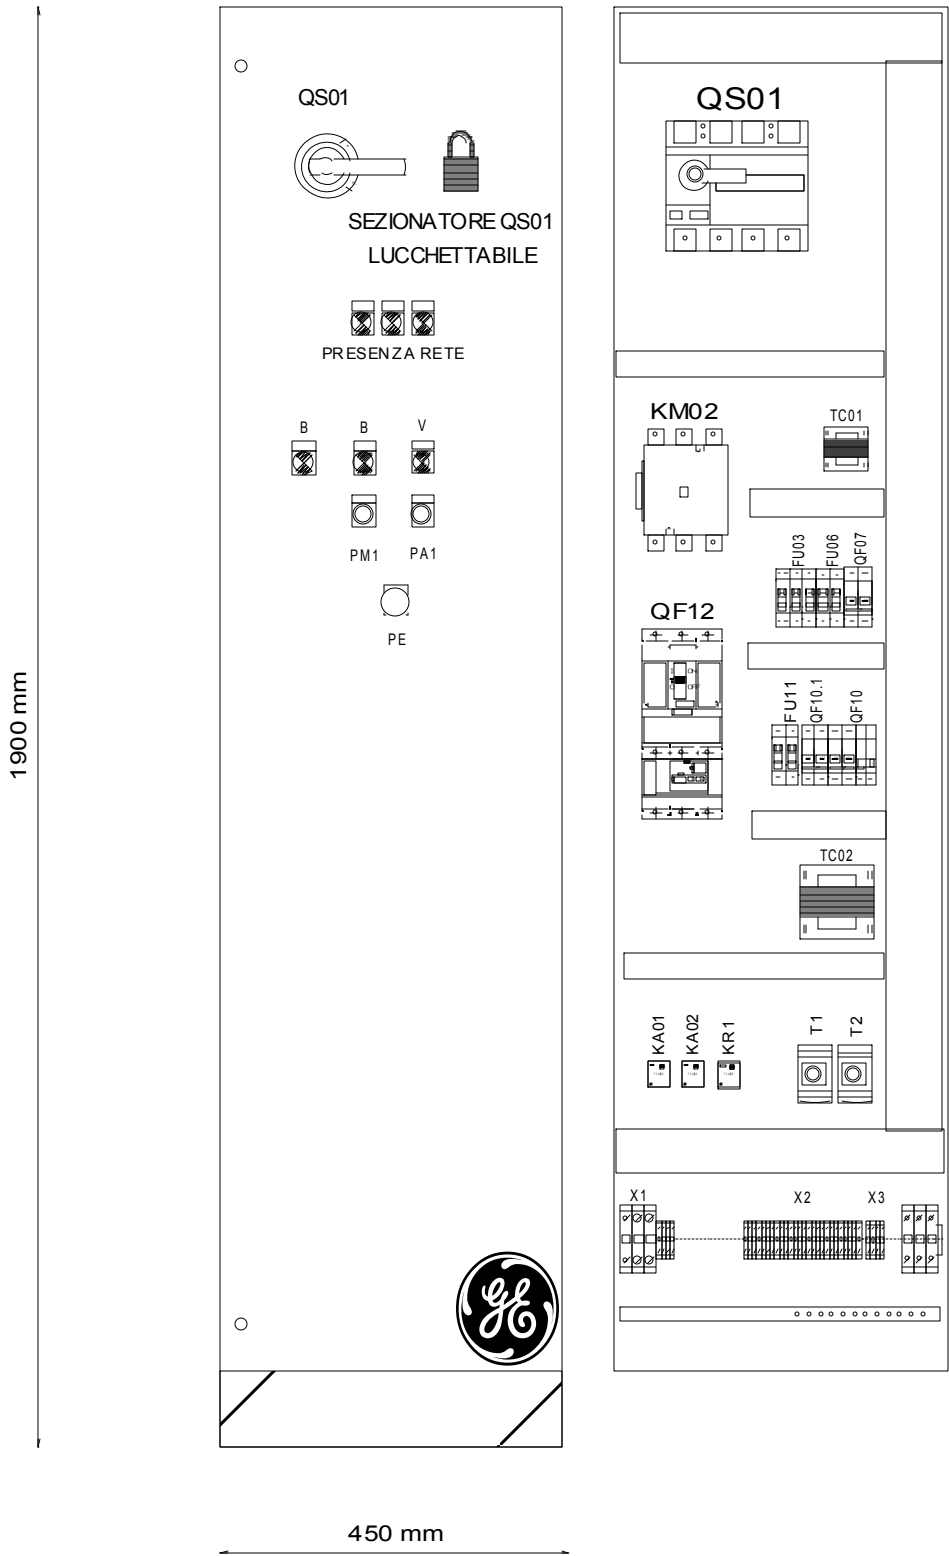 QS01
SEZIONATORE QS01
LUCCHETTABILE
PRESENZA RETE
B B V
PM1 PA1
PE
1900 mm
450 mm
GE
QS01
KM02
TC01
FU03
FU06
QF07
QF12
FU11
QF10.1
QF10
TC02
KA01
KA02
KR1
T1
T2
X1
X2
X3